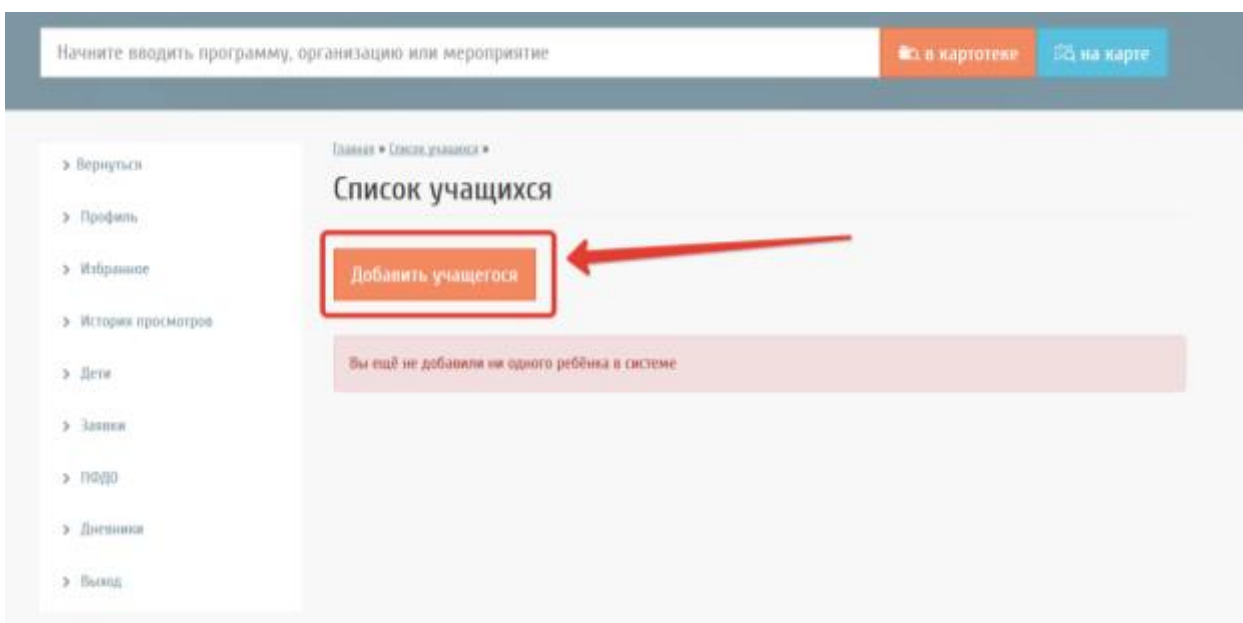 Начните вводить программу, организацию или мероприятие
в картотеке
на карте
Вернуться
Профиль
Избранное
История просмотров
Дети
Заявки
ПФДО
Дневники
Выход
Главная • Список учащихся •
Список учащихся
Добавить учащегося
Вы ещё не добавили ни одного ребёнка в системе